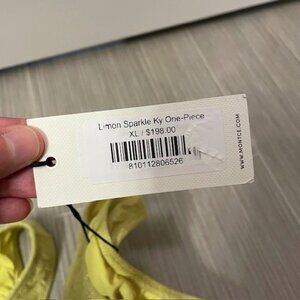 Limon Sparkle Ky One-Piece
XL / $198.00
810112806526
WWW.MONTCE.COM